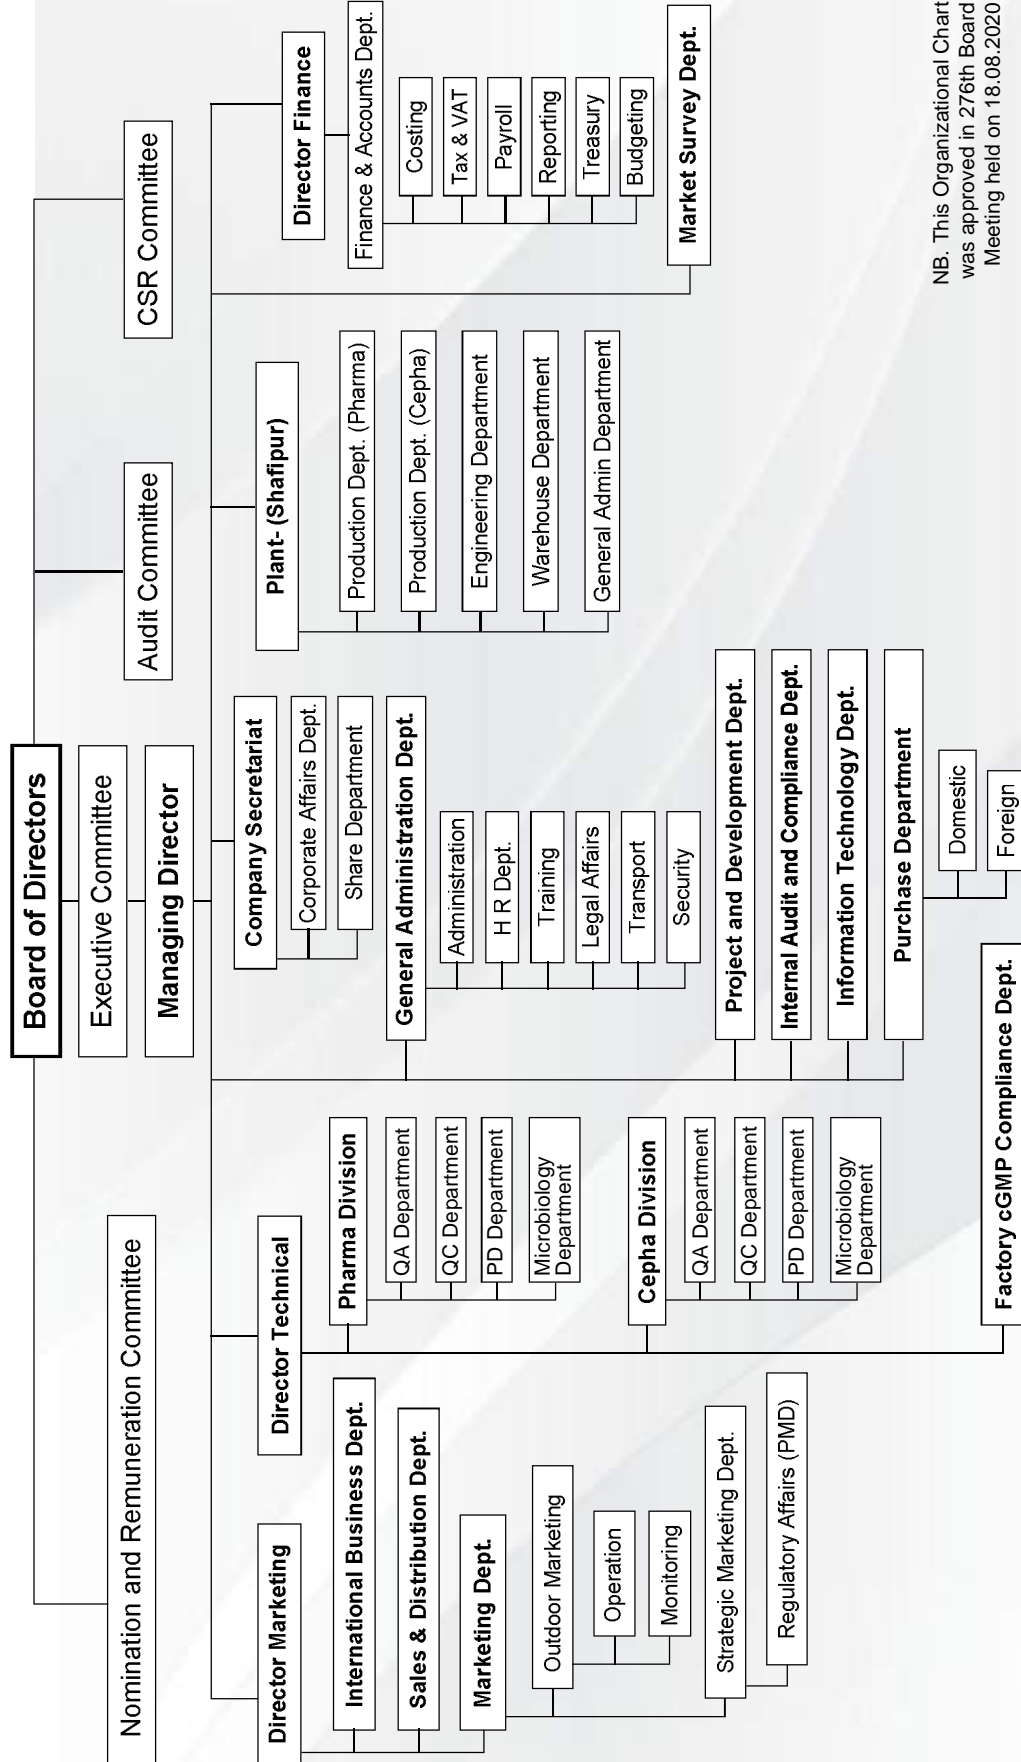 Board of Directors
Executive Committee
Managing Director
Nomination and Remuneration Committee
Audit Committee
CSR Committee
Director Marketing
International Business Dept.
Sales & Distribution Dept.
Marketing Dept.
Outdoor Marketing
Operation
Monitoring
Strategic Marketing Dept.
Regulatory Affairs (PMD)
Director Technical
Pharma Division
QA Department
QC Department
PD Department
Microbiology
Department
Cepha Division
QA Department
QC Department
PD Department
Microbiology
Department
Factory cGMP Compliance Dept.
Company Secretariat
Corporate Affairs Dept.
Share Department
General Administration Dept.
Administration
H R Dept.
Training
Legal Affairs
Transport
Security
Project and Development Dept.
Internal Audit and Compliance Dept.
Information Technology Dept.
Purchase Department
Domestic
Foreign
Plant- (Shafipur)
Production Dept. (Pharma)
Production Dept. (Cepha)
Engineering Department
Warehouse Department
General Admin Department
Director Finance
Finance & Accounts Dept.
Costing
Tax & VAT
Payroll
Reporting
Treasury
Budgeting
Market Survey Dept.
NB. This Organizational Chart
was approved in 276th Board
Meeting held on 18.08.2020